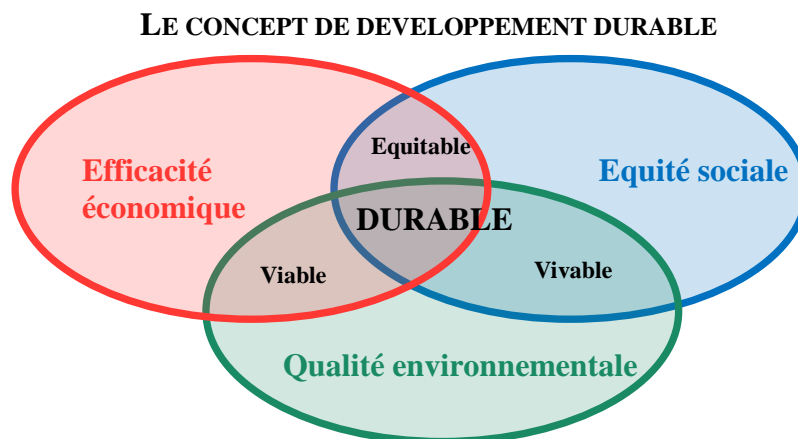 LE CONCEPT DE DEVELOPPEMENT DURABLE
Equitable
Efficacité
économique
Equité sociale
DURABLE
Viable
Vivable
Qualité environnementale